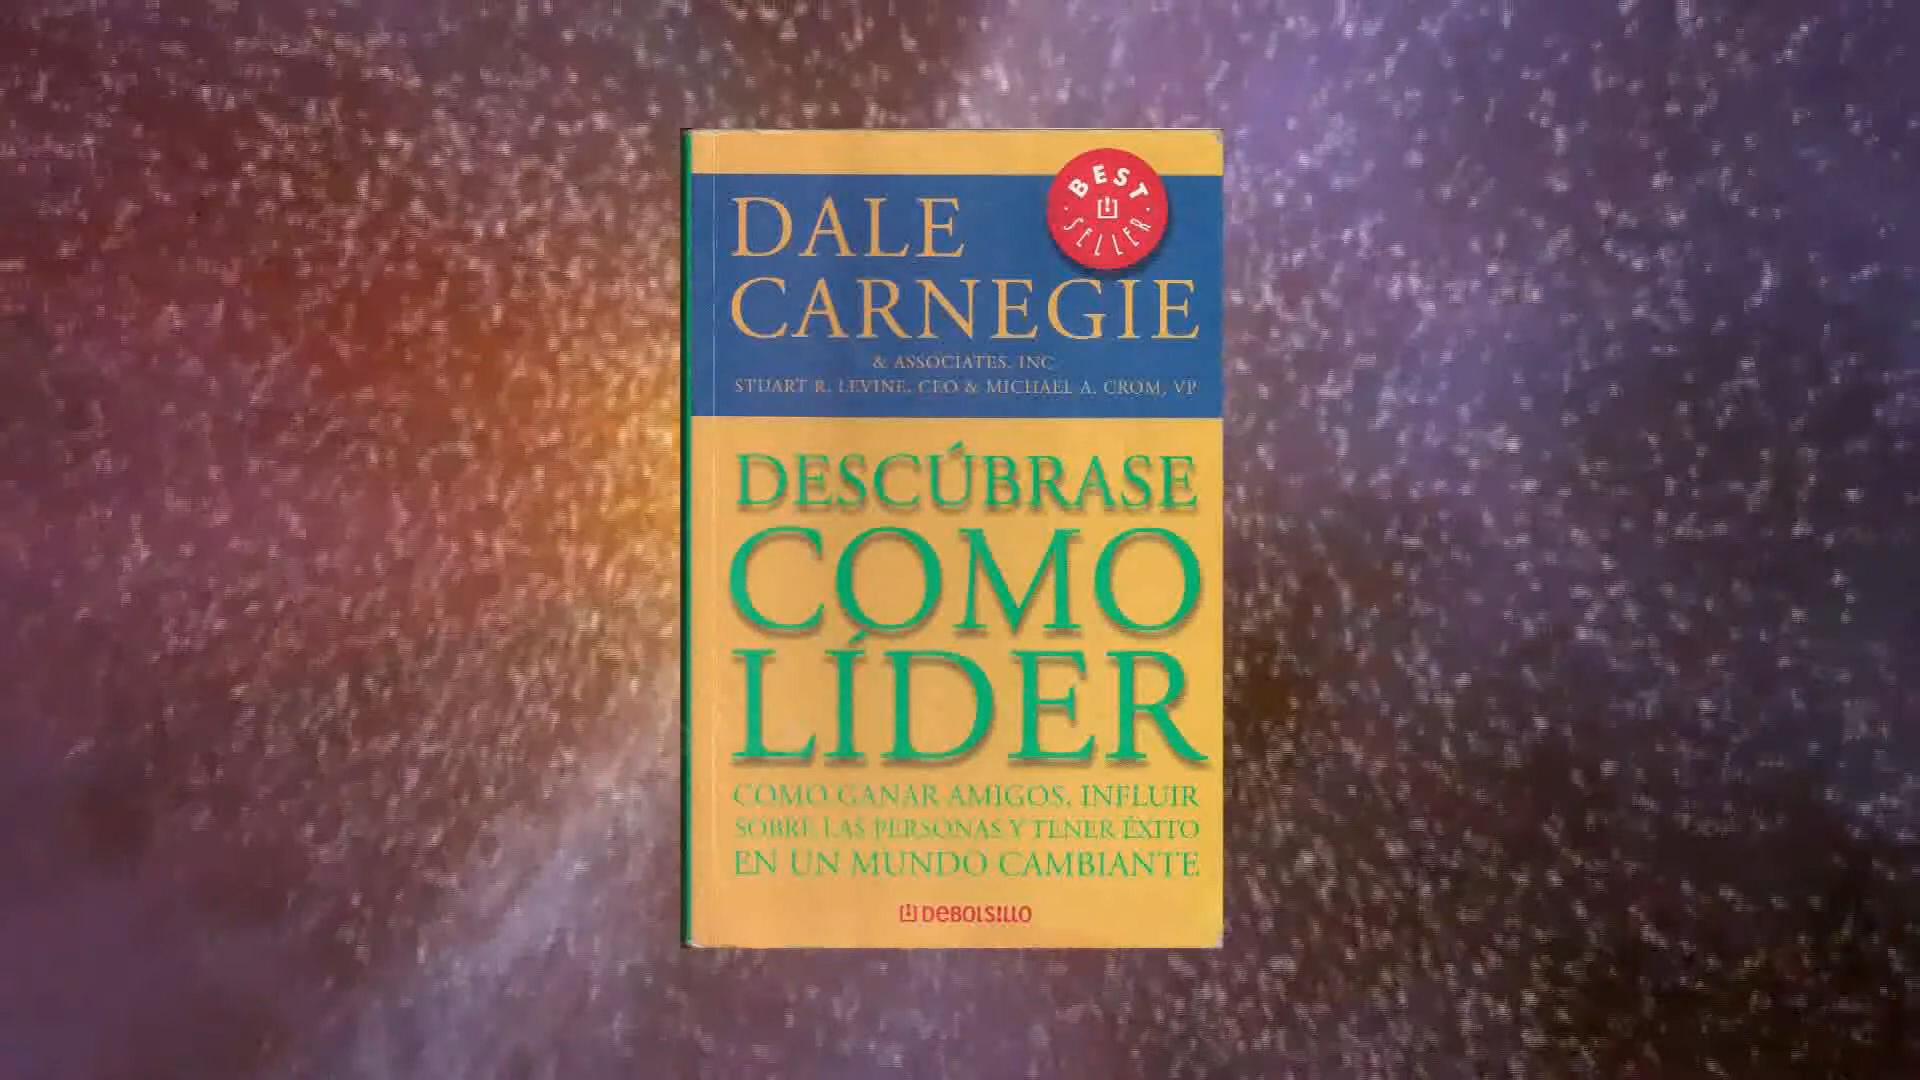 DALE
CARNEGIE
BEST
SELLER
& ASSOCIATES, INC
STUART R. LEVINE, CEO & MICHAEL A. CROM, VP
DESCÚBRASE
COMO
LÍDER
COMO GANAR AMIGOS, INFLUIR
SOBRE LAS PERSONAS Y TENER ÉXITO
EN UN MUNDO CAMBIANTE
DEBOLSILLO